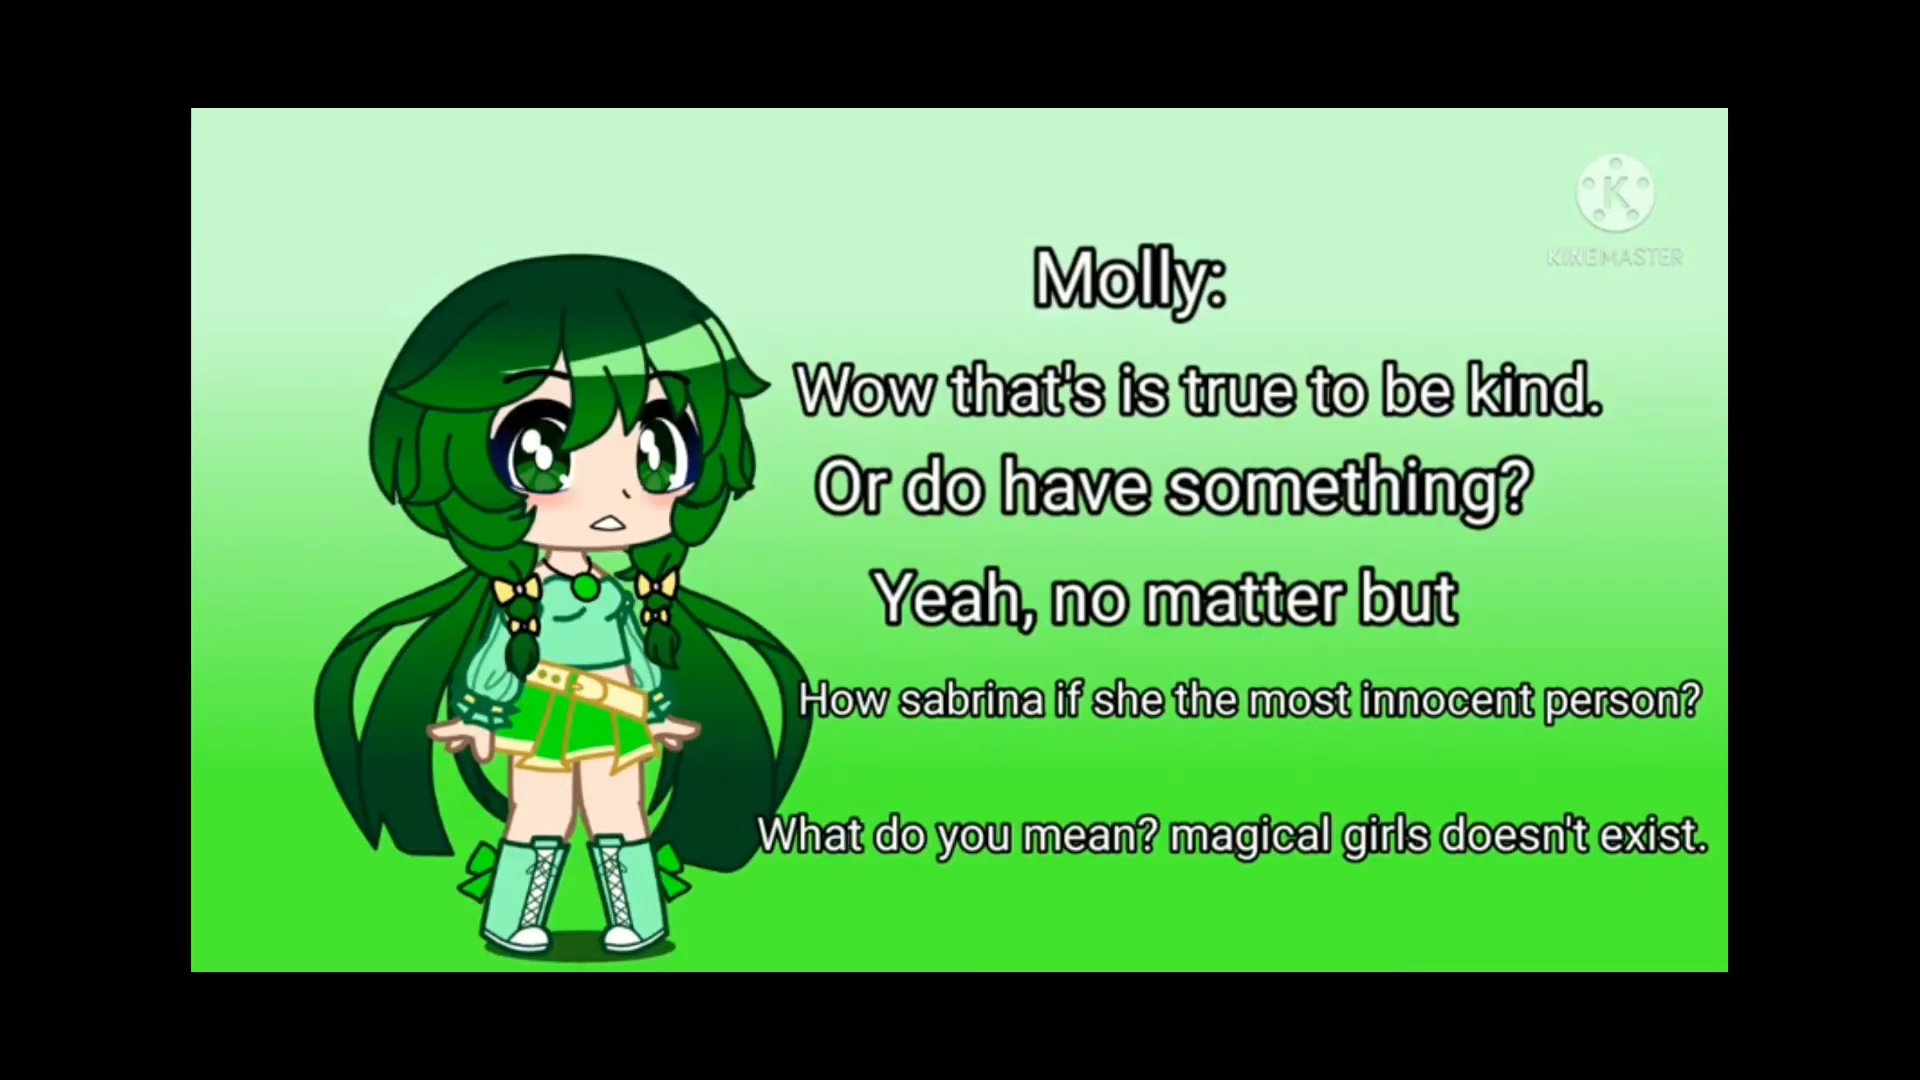 K
KINEMASTER
Molly:
Wow that's is true to be kind.
Or do have something?
Yeah, no matter but
How sabrina if she the most innocent person?
What do you mean? magical girls doesn't exist.